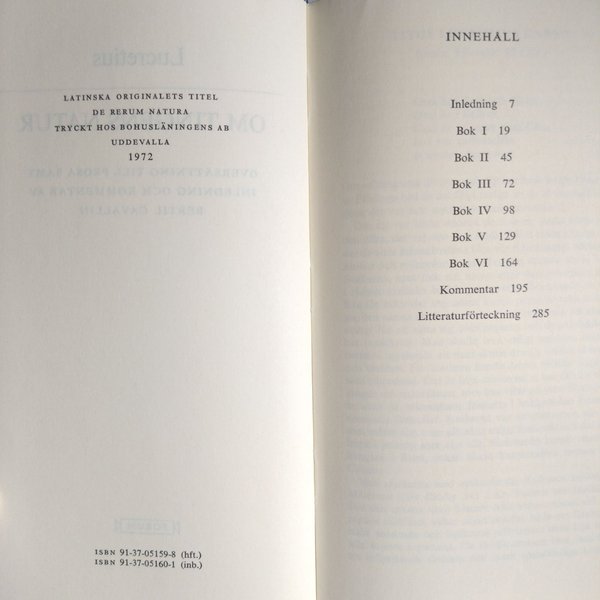 LATINSKA ORIGINALETS TITEL
DE RERUM NATURA
TRYCKT HOS BOHUSLÄNINGENS AB
UDDEVALLA
1972
ISBN 91-37-05159-8 (hft.)
ISBN 91-37-05160-1 (inb.)
INNEHÅLL
Inledning 7
Bok I 19
Bok II 45
Bok III 72
Bok IV 98
Bok V 129
Bok VI 164
Kommentar 195
Litteraturförteckning 285